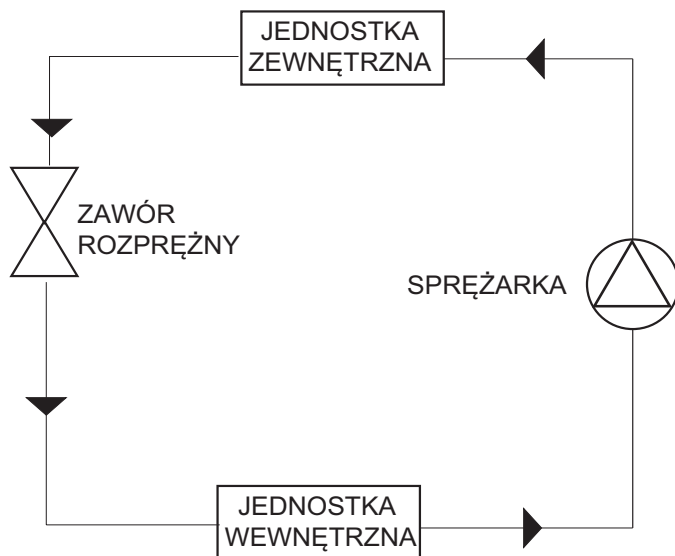 JEDNOSTKA
ZEWNĘTRZNA
ZAWÓR
ROZPRĘŻNY
SPRĘŻARKA
JEDNOSTKA
WEWNĘTRZNA